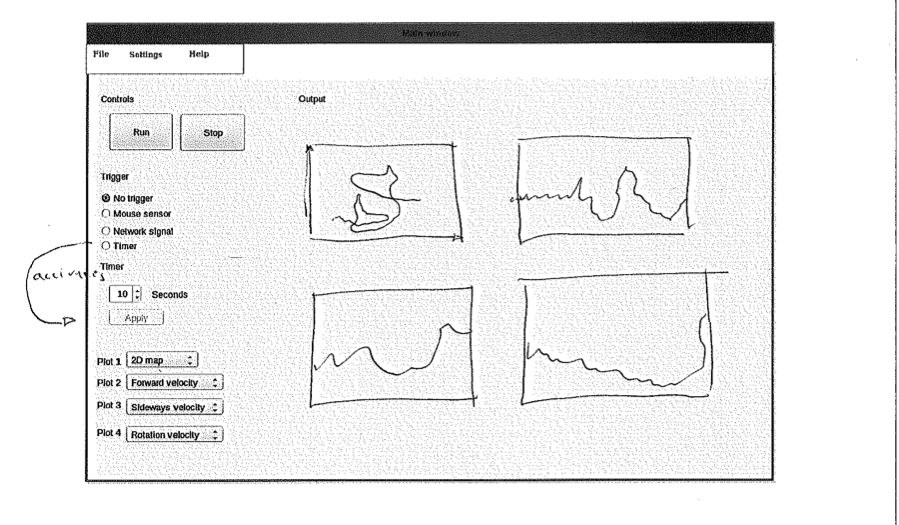 Main window
File Settings Help
Controls
Output
Run Stop
Trigger
No trigger
Mouse sensor
Network signal
Timer
activates
Timer
10 Seconds
Apply
Plot 1 2D map
Plot 2 Forward velocity
Plot 3 Sideways velocity
Plot 4 Rotation velocity